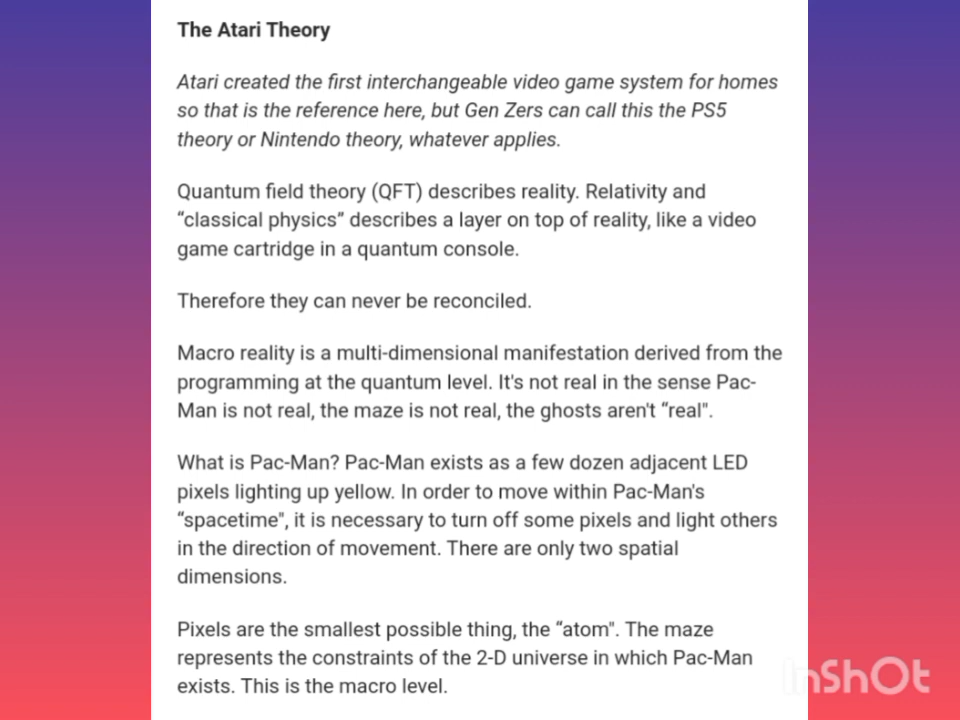 The Atari Theory
Atari created the first interchangeable video game system for homes
so that is the reference here, but Gen Zers can call this the PS5
theory or Nintendo theory, whatever applies.
Quantum field theory (QFT) describes reality. Relativity and
“classical physics” describes a layer on top of reality, like a video
game cartridge in a quantum console.
Therefore they can never be reconciled.
Macro reality is a multi-dimensional manifestation derived from the
programming at the quantum level. It's not real in the sense Pac-
Man is not real, the maze is not real, the ghosts aren't “real".
What is Pac-Man? Pac-Man exists as a few dozen adjacent LED
pixels lighting up yellow. In order to move within Pac-Man's
“spacetime", it is necessary to turn off some pixels and light others
in the direction of movement. There are only two spatial
dimensions.
Pixels are the smallest possible thing, the “atom". The maze
represents the constraints of the 2-D universe in which Pac-Man
exists. This is the macro level.
InShOt